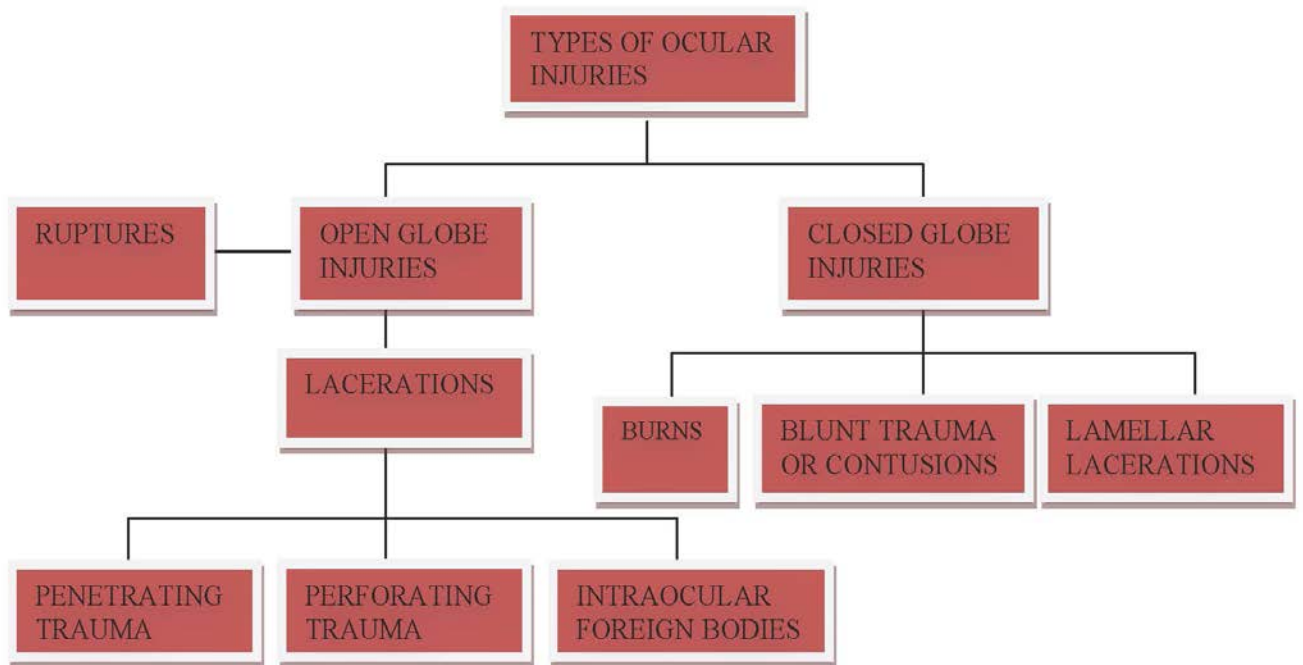 TYPES OF OCULAR
INJURIES
RUPTURES
OPEN GLOBE
INJURIES
CLOSED GLOBE
INJURIES
LACERATIONS
BURNS
BLUNT TRAUMA
OR CONTUSIONS
LAMELLAR
LACERATIONS
PENETRATING
TRAUMA
PERFORATING
TRAUMA
INTRAOCULAR
FOREIGN BODIES